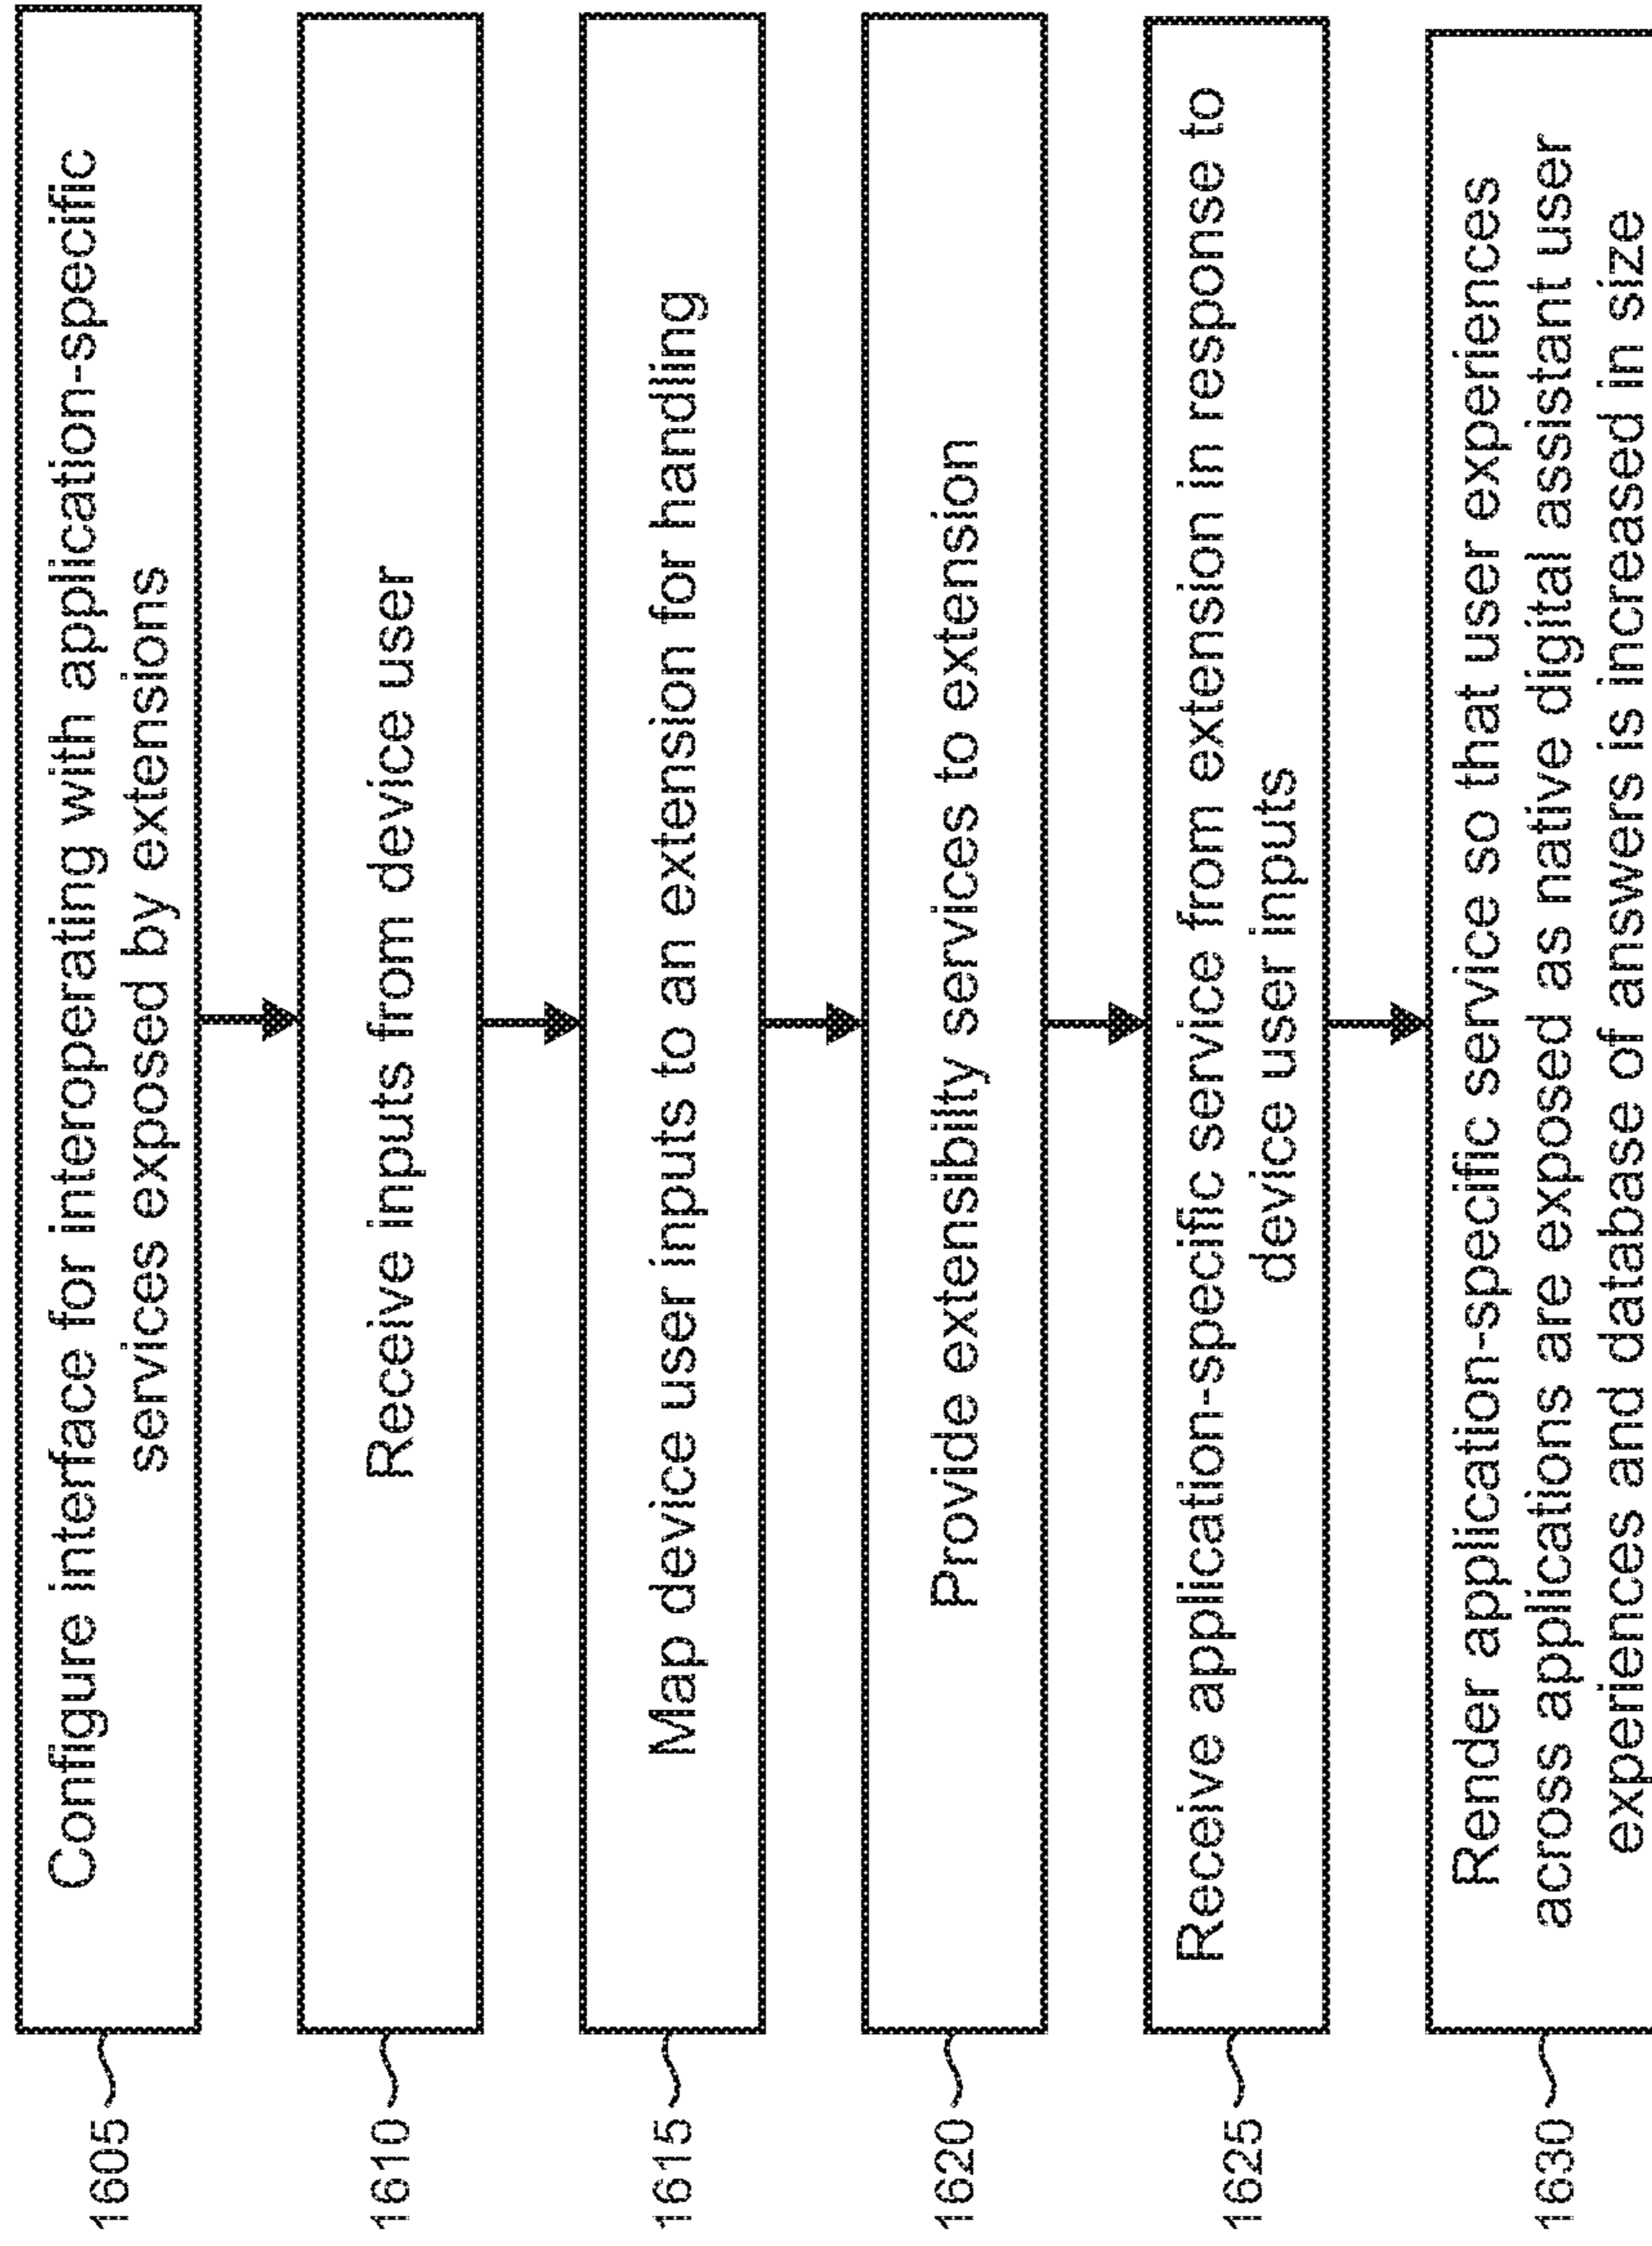 1605
Configure interface for interoperating with application-specific
services exposed by extensions
1610
Receive inputs from device user
1615
Map device user inputs to an extension for handling
1620
Provide extensibility services to extension
1625
Receive application-specific service from extension in response to
device user inputs
1630
Render application-specific service so that user experiences
across applications are exposed as native digital assistant user
experiences and database of answers is increased in size